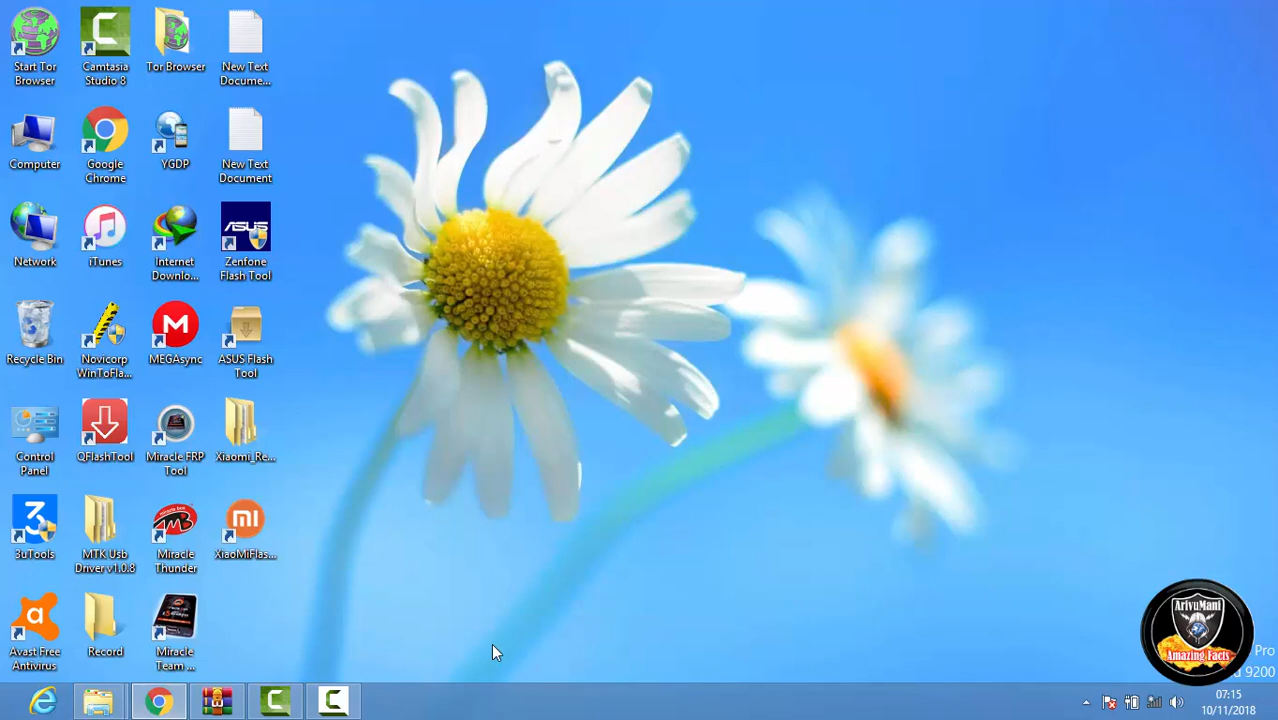 Start Tor
Browser
Camtasia
Studio 8
Tor Browser
New Text
Docume...
Computer
Google
Chrome
YGDP
New Text
Document
Network
iTunes
Internet
Downlo...
ASUS
Zenfone
Flash Tool
Recycle Bin
Novicorp
WinToFla...
M
MEGAsync
ASUS Flash
Tool
Control
Panel
QFlashTool
Miracle FRP
Tool
Xiaomi_Re...
3uTools
MTK Usb
Driver v1.0.8
Miracle
Thunder
mi
XiaoMiFlas...
Avast Free
Antivirus
Record
Miracle
Team ...
ArivuMani
Amazing Facts
Pro
9200
07:15
10/11/2018